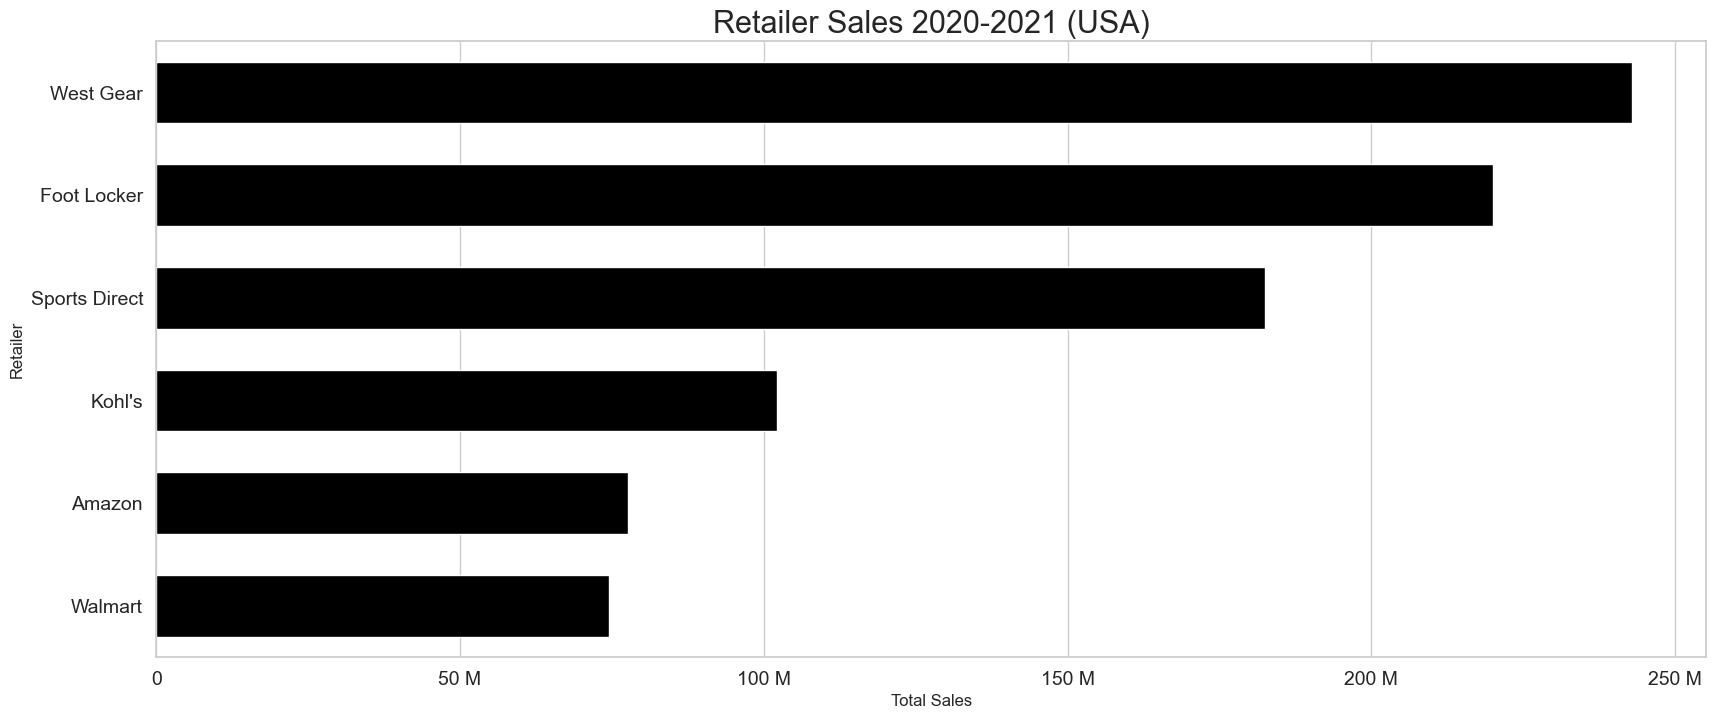 Retailer Sales 2020-2021 (USA)
Retailer
West Gear
Foot Locker
Sports Direct
Kohl's
Amazon
Walmart
0 50 M 100 M 150 M 200 M 250 M
Total Sales